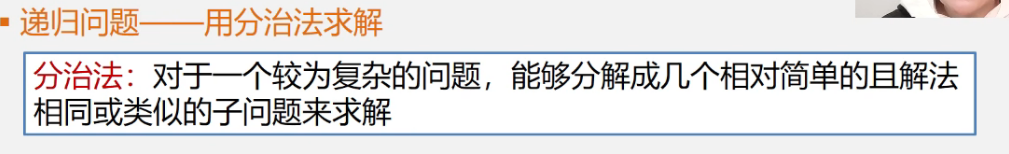 ▪ 递归问题——用分治法求解
分治法：对于一个较为复杂的问题，能够分解成几个相对简单的且解法
相同或类似的子问题来求解